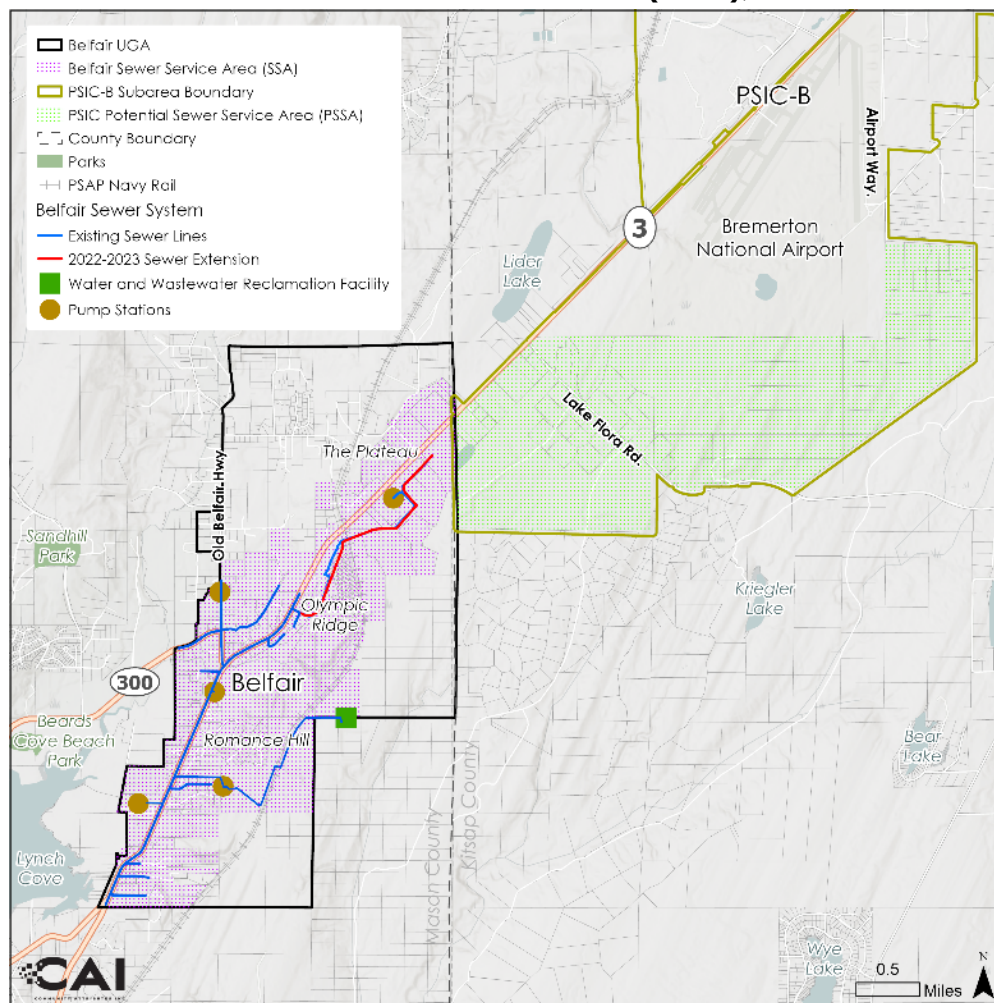 Belfair UGA
Belfair Sewer Service Area (SSA)
PSIC-B Subarea Boundary
PSIC Potential Sewer Service Area (PSSA)
County Boundary
Parks
PSAP Navy Rail
Belfair Sewer System
Existing Sewer Lines
2022-2023 Sewer Extension
Water and Wastewater Reclamation Facility
Pump Stations
PSIC-B
Airport Way.
3
Bremerton
National Airport
Lider
Lake
Lake Flora Rd.
The Plateau
Old Belfair Hwy
Sandhill
Park
Kriegler
Lake
Olympic
Ridge
300
Belfair
Beards
Cove Beach
Park
Romance Hill
Bear
Lake
Mason County
Kitsap County
Lynch
Cove
Wye
Lake
CAI
COMMUNITY ATTRIBUTES INC
0.5
Miles
N